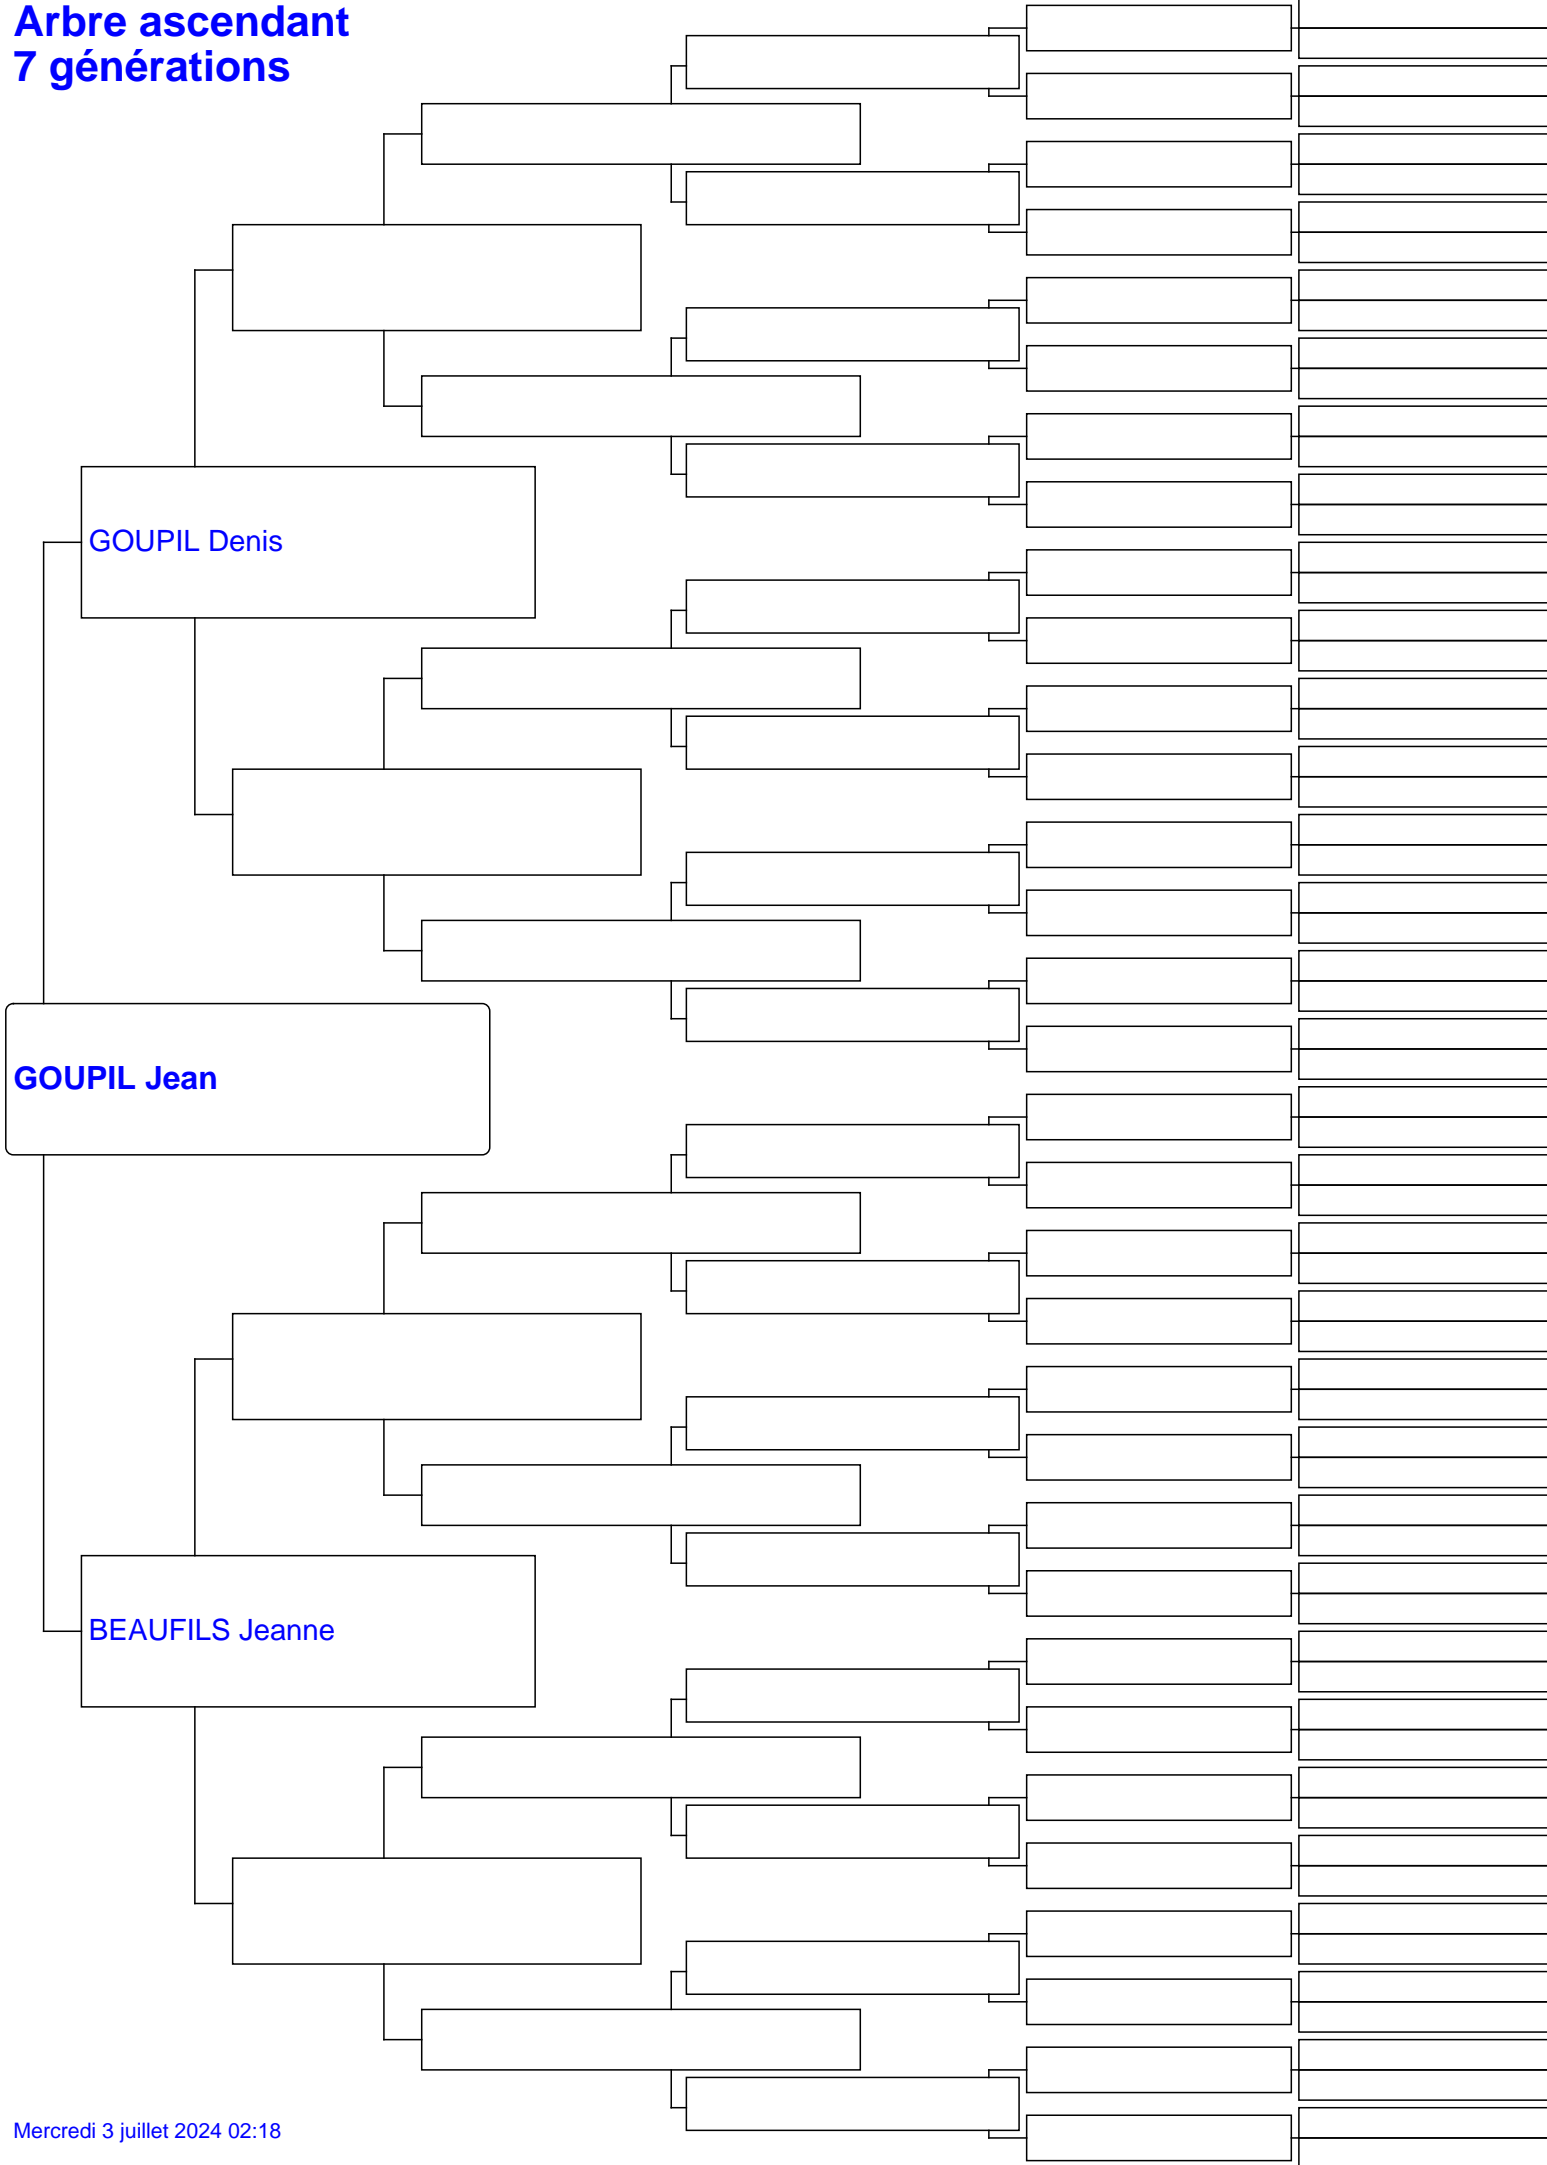 Arbre ascendant
7 générations
GOUPIL Denis
GOUPIL Jean
BEAUFILS Jeanne
Mercredi 3 juillet 2024 02:18